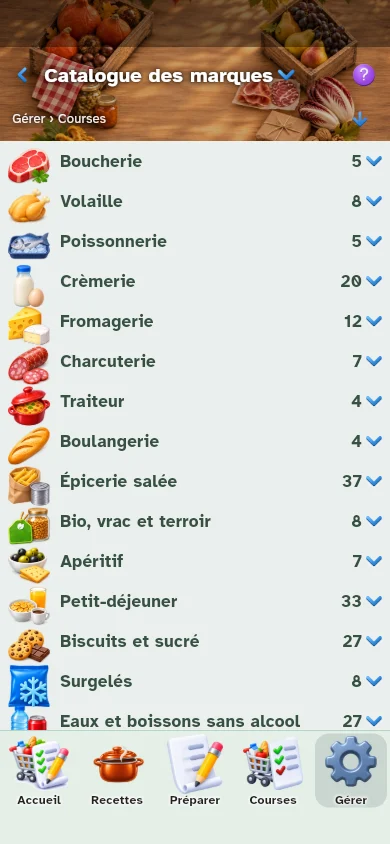 Catalogue des marques
?
Gérer › Courses
Boucherie 5
Volaille 8
Poissonnerie 5
Crèmerie 20
Fromagerie 12
Charcuterie 7
Traiteur 4
Boulangerie 4
Épicerie salée 37
Bio, vrac et terroir 8
Apéritif 7
Petit-déjeuner 33
Biscuits et sucré 27
Surgelés 8
Eaux et boissons sans alcool 27
Accueil Recettes Préparer Courses Gérer